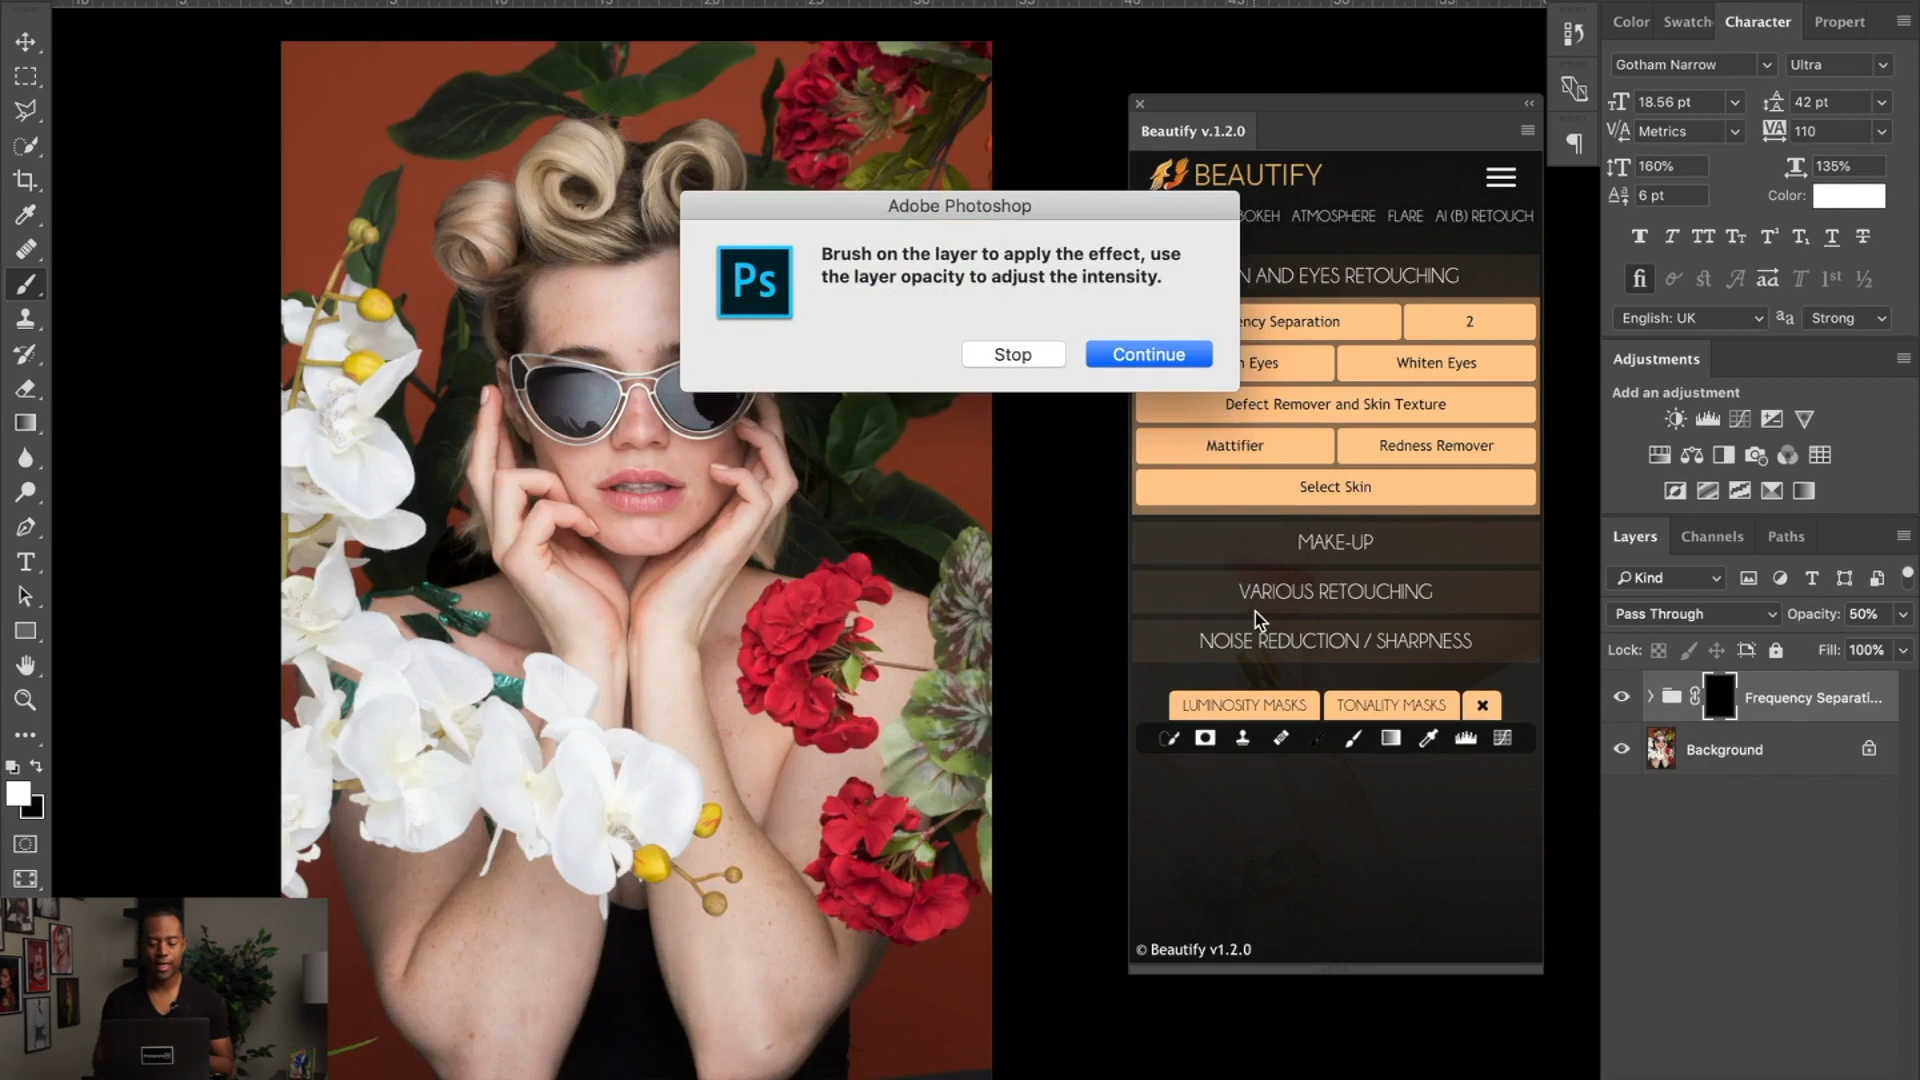 Color
Swatch
Character
Propert
Gotham Narrow
Ultra
18.56 pt
42 pt
Metrics
110
160%
135%
6 pt
Color:
English: UK
Strong
Adjustments
Add an adjustment
Layers
Channels
Paths
Kind
Pass Through
Opacity: 50%
Lock:
Fill: 100%
Frequency Separati...
Background
Beautify v.1.2.0
BEAUTIFY
BOKEH ATMOSPHERE FLARE AI (B) RETOUCH
N AND EYES RETOUCHING
ency Separation
2
n Eyes
Whiten Eyes
Defect Remover and Skin Texture
Mattifier
Redness Remover
Select Skin
MAKE-UP
VARIOUS RETOUCHING
NOISE REDUCTION / SHARPNESS
LUMINOSITY MASKS
TONALITY MASKS
© Beautify v1.2.0
Adobe Photoshop
Ps
Brush on the layer to apply the effect, use
the layer opacity to adjust the intensity.
Stop
Continue